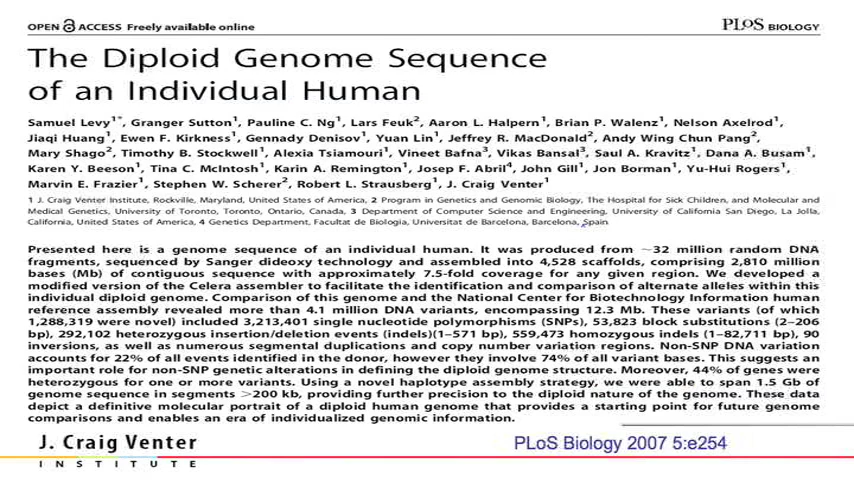 OPEN ACCESS Freely available online
PLoS BIOLOGY
The Diploid Genome Sequence
of an Individual Human
Samuel Levy1*, Granger Sutton1, Pauline C. Ng1, Lars Feuk2, Aaron L. Halpern1, Brian P. Walenz1, Nelson Axelrod1,
Jiaqi Huang1, Ewen F. Kirkness1, Gennady Denisov1, Yuan Lin1, Jeffrey R. MacDonald2, Andy Wing Chun Pang2,
Mary Shago2, Timothy B. Stockwell1, Alexia Tsiamouri1, Vineet Bafna3, Vikas Bansal3, Saul A. Kravitz1, Dana A. Busam1,
Karen Y. Beeson1, Tina C. McIntosh1, Karin A. Remington1, Josep F. Abril4, John Gill1, Jon Borman1, Yu-Hui Rogers1,
Marvin E. Frazier1, Stephen W. Scherer2, Robert L. Strausberg1, J. Craig Venter1
1 J. Craig Venter Institute, Rockville, Maryland, United States of America, 2 Program in Genetics and Genomic Biology, The Hospital for Sick Children, and Molecular and
Medical Genetics, University of Toronto, Toronto, Ontario, Canada, 3 Department of Computer Science and Engineering, University of California San Diego, La Jolla,
California, United States of America, 4 Genetics Department, Facultat de Biologia, Universitat de Barcelona, Barcelona, Spain
Presented here is a genome sequence of an individual human. It was produced from ~32 million random DNA
fragments, sequenced by Sanger dideoxy technology and assembled into 4,528 scaffolds, comprising 2,810 million
bases (Mb) of contiguous sequence with approximately 7.5-fold coverage for any given region. We developed a
modified version of the Celera assembler to facilitate the identification and comparison of alternate alleles within this
individual diploid genome. Comparison of this genome and the National Center for Biotechnology Information human
reference assembly revealed more than 4.1 million DNA variants, encompassing 12.3 Mb. These variants (of which
1,288,319 were novel) included 3,213,401 single nucleotide polymorphisms (SNPs), 53,823 block substitutions (2–206
bp), 292,102 heterozygous insertion/deletion events (indels)(1–571 bp), 559,473 homozygous indels (1–82,711 bp), 90
inversions, as well as numerous segmental duplications and copy number variation regions. Non-SNP DNA variation
accounts for 22% of all events identified in the donor, however they involve 74% of all variant bases. This suggests an
important role for non-SNP genetic alterations in defining the diploid genome structure. Moreover, 44% of genes were
heterozygous for one or more variants. Using a novel haplotype assembly strategy, we were able to span 1.5 Gb of
genome sequence in segments >200 kb, providing further precision to the diploid nature of the genome. These data
depict a definitive molecular portrait of a diploid human genome that provides a starting point for future genome
comparisons and enables an era of individualized genomic information.
J. Craig Venter
INSTITUTE
PLoS Biology 2007 5:e254